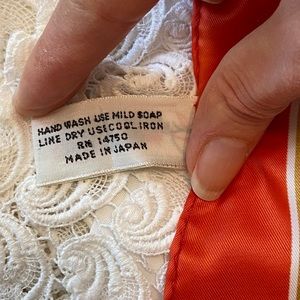 HAND WASH USE MILD SOAP
LINE DRY USE COOL IRON
RN 14750
MADE IN JAPAN